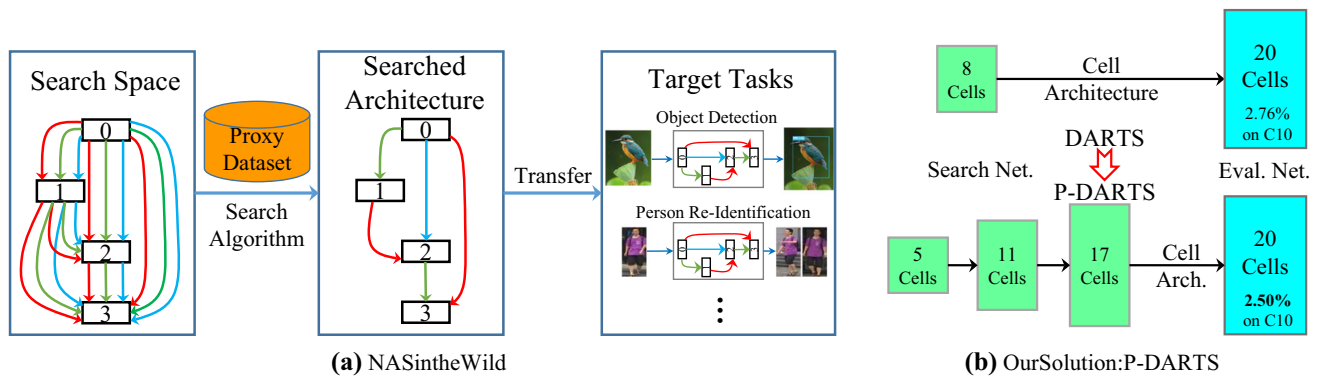 Search Space
0
1
2
3
Proxy
Dataset
Search
Algorithm
Searched
Architecture
0
1
2
3
Transfer
Target Tasks
Object Detection
Person Re-Identification
(a) NASintheWild
8
Cells
Cell
Architecture
20
Cells
2.76%
on C10
DARTS
Search Net.
P-DARTS
Eval. Net.
5
Cells
11
Cells
17
Cells
Cell
Arch.
20
Cells
2.50%
on C10
(b) OurSolution:P-DARTS